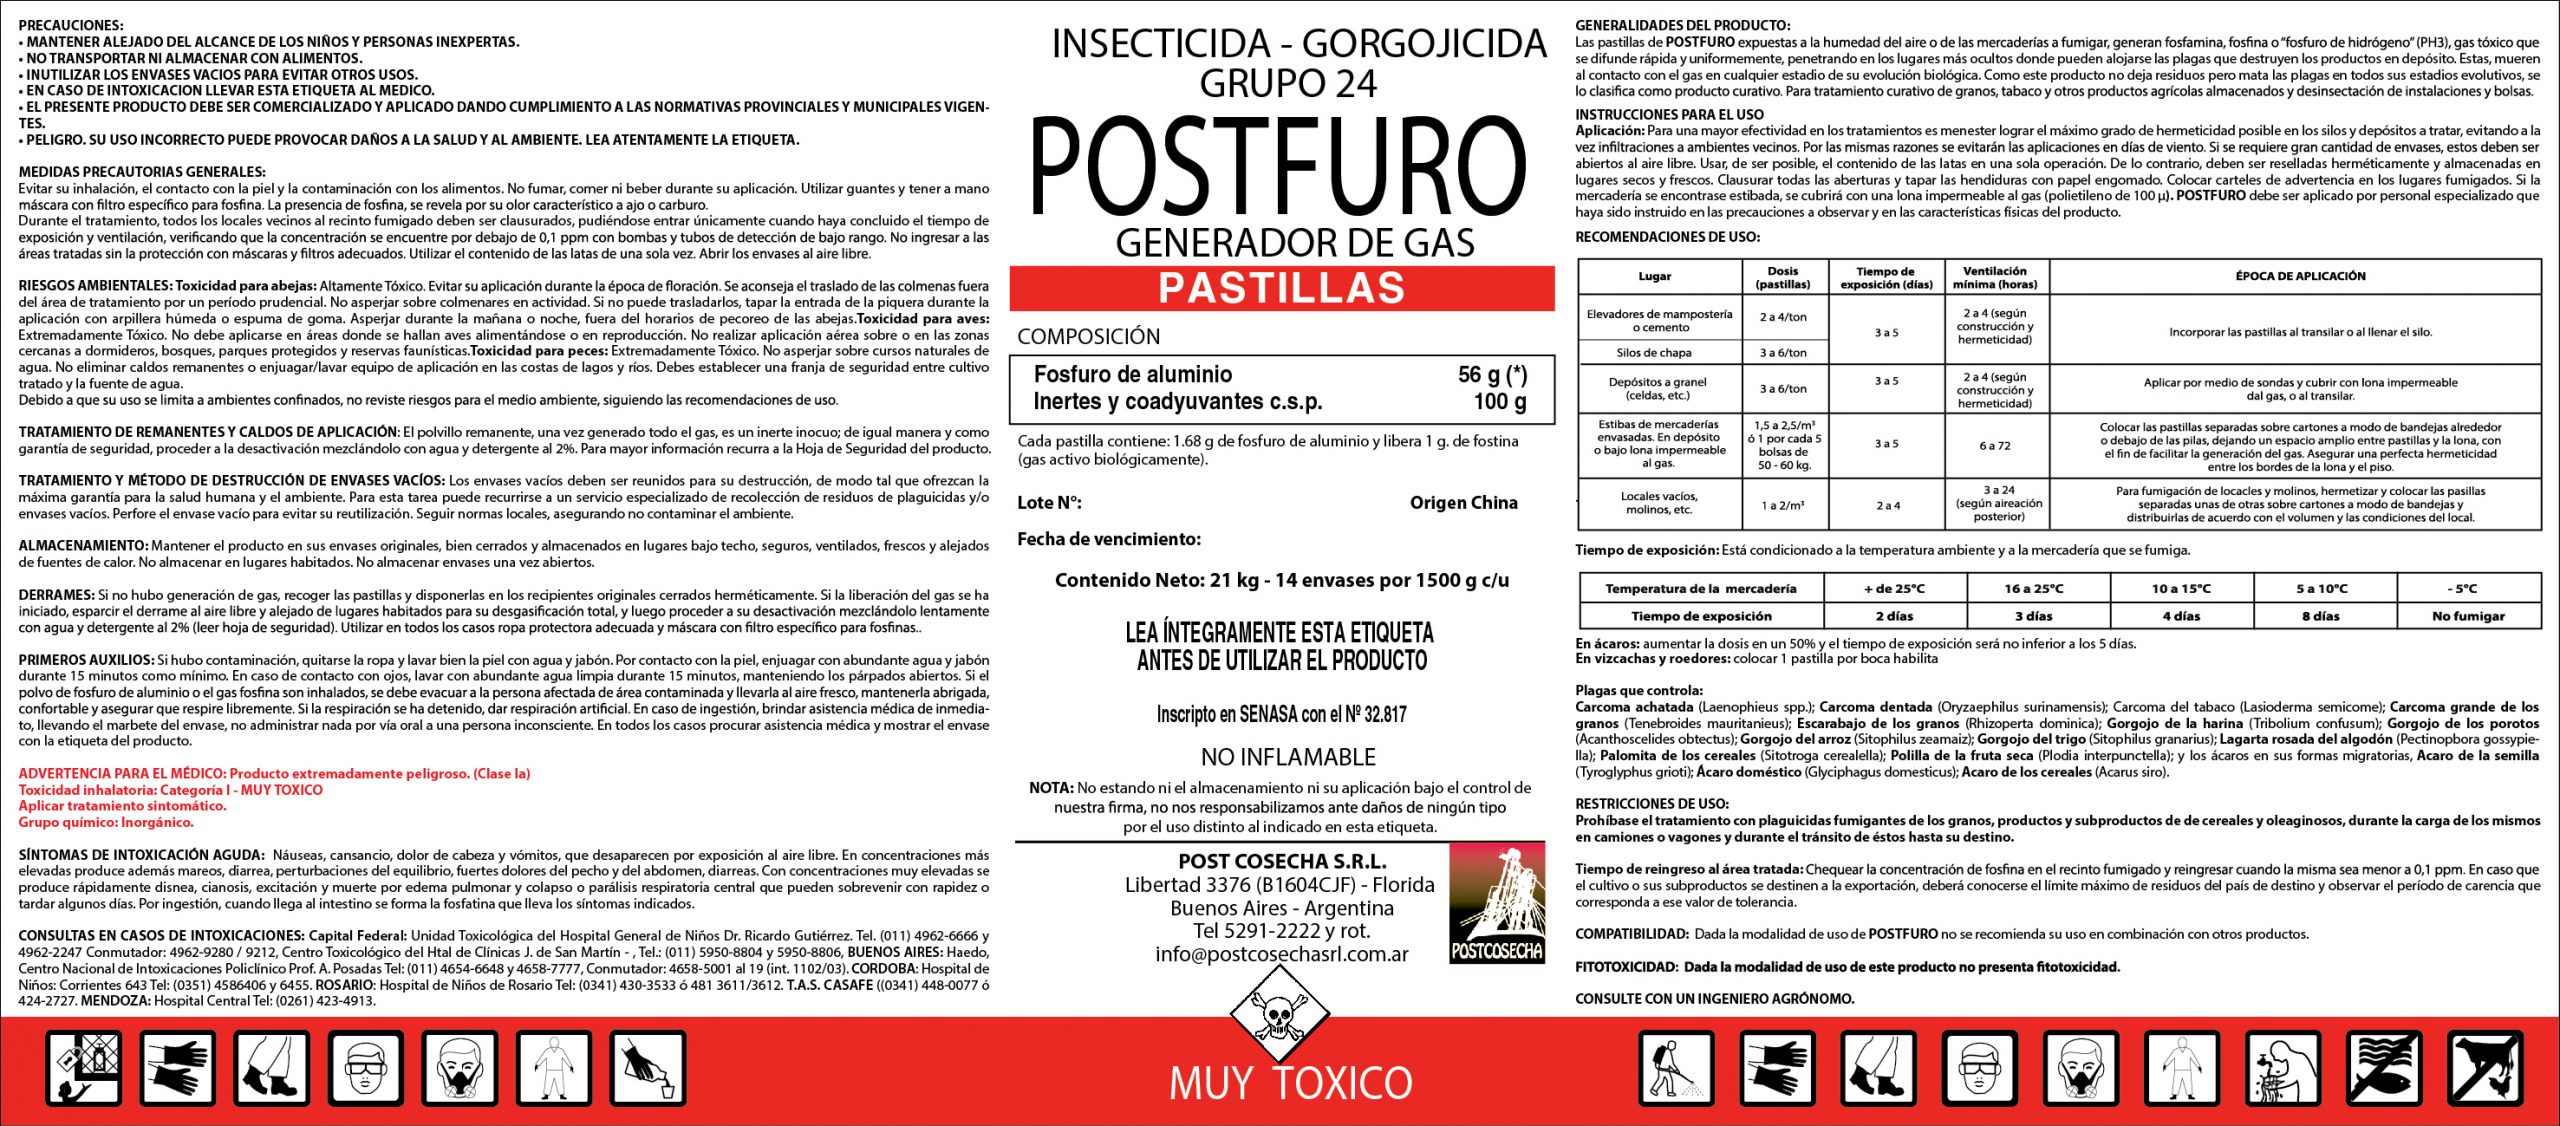 PRECAUCIONES:
• MANTENER ALEJADO DEL ALCANCE DE LOS NIÑOS Y PERSONAS INEXPERTAS.
• NO TRANSPORTAR NI ALMACENAR CON ALIMENTOS.
• INUTILIZAR LOS ENVASES VACIOS PARA EVITAR OTROS USOS.
• EN CASO DE INTOXICACION LLEVAR ESTA ETIQUETA AL MEDICO.
• EL PRESENTE PRODUCTO DEBE SER COMERCIALIZADO Y APLICADO DANDO CUMPLIMIENTO A LAS NORMATIVAS PROVINCIALES Y MUNICIPALES VIGEN-
TES.
• PELIGRO. SU USO INCORRECTO PUEDE PROVOCAR DAÑOS A LA SALUD Y AL AMBIENTE. LEA ATENTAMENTE LA ETIQUETA.
MEDIDAS PRECAUTORIAS GENERALES:
Evitar su inhalación, el contacto con la piel y la contaminación con los alimentos. No fumar, comer ni beber durante su aplicación. Utilizar guantes y tener a mano
máscara con filtro específico para fosfina. La presencia de fosfina, se revela por su olor característico a ajo o carburo.
Durante el tratamiento, todos los locales vecinos al recinto fumigado deben ser clausurados, pudiéndose entrar únicamente cuando haya concluido el tiempo de
exposición y ventilación, verificando que la concentración se encuentre por debajo de 0,1 ppm con bombas y tubos de detección de bajo rango. No ingresar a las
áreas tratadas sin la protección con máscaras y filtros adecuados. Utilizar el contenido de las latas de una sola vez. Abrir los envases al aire libre.
RIESGOS AMBIENTALES: Toxicidad para abejas: Altamente Tóxico. Evitar su aplicación durante la época de floración. Se aconseja el traslado de las colmenas fuera
del área de tratamiento por un período prudencial. No asperjar sobre colmenares en actividad. Si no puede trasladarlos, tapar la entrada de la piquera durante la
aplicación con arpillera húmeda o espuma de goma. Asperjar durante la mañana o noche, fuera del horarios de pecoreo de las abejas.Toxicidad para aves:
Extremadamente Tóxico. No debe aplicarse en áreas donde se hallan aves alimentándose o en reproducción. No realizar aplicación aérea sobre o en las zonas
cercanas a dormideros, bosques, parques protegidos y reservas faunísticas.Toxicidad para peces: Extremadamente Tóxico. No asperjar sobre cursos naturales de
agua. No eliminar caldos remanentes o enjuagar/lavar equipo de aplicación en las costas de lagos y ríos. Debes establecer una franja de seguridad entre cultivo
tratado y la fuente de agua.
Debido a que su uso se limita a ambientes confinados, no reviste riesgos para el medio ambiente, siguiendo las recomendaciones de uso.
TRATAMIENTO DE REMANENTES Y CALDOS DE APLICACIÓN: El polvillo remanente, una vez generado todo el gas, es un inerte inocuo; de igual manera y como
garantía de seguridad, proceder a la desactivación mezclándolo con agua y detergente al 2%. Para mayor información recurra a la Hoja de Seguridad del producto.
TRATAMIENTO Y MÉTODO DE DESTRUCCIÓN DE ENVASES VACÍOS: Los envases vacíos deben ser reunidos para su destrucción, de modo tal que ofrezcan la
máxima garantía para la salud humana y el ambiente. Para esta tarea puede recurrirse a un servicio especializado de recolección de residuos de plaguicidas y/o
envases vacíos. Perfore el envase vacío para evitar su reutilización. Seguir normas locales, asegurando no contaminar el ambiente.
ALMACENAMIENTO: Mantener el producto en sus envases originales, bien cerrados y almacenados en lugares bajo techo, seguros, ventilados, frescos y alejados
de fuentes de calor. No almacenar en lugares habitados. No almacenar envases una vez abiertos.
DERRAMES: Si no hubo generación de gas, recoger las pastillas y disponerlas en los recipientes originales cerrados herméticamente. Si la liberación del gas se ha
iniciado, esparcir el derrame al aire libre y alejado de lugares habitados para su desgasificación total, y luego proceder a su desactivación mezclándolo lentamente
con agua y detergente al 2% (leer hoja de seguridad). Utilizar en todos los casos ropa protectora adecuada y máscara con filtro específico para fosfinas..
PRIMEROS AUXILIOS: Si hubo contaminación, quitarse la ropa y lavar bien la piel con agua y jabón. Por contacto con la piel, enjuagar con abundante agua y jabón
durante 15 minutos como mínimo. En caso de contacto con ojos, lavar con abundante agua limpia durante 15 minutos, manteniendo los párpados abiertos. Si el
polvo de fosfuro de aluminio o el gas fosfina son inhalados, se debe evacuar a la persona afectada de área contaminada y llevarla al aire fresco, mantenerla abrigada,
confortable y asegurar que respire libremente. Si la respiración se ha detenido, dar respiración artificial. En caso de ingestión, brindar asistencia médica de inmedia-
to, llevando el marbete del envase, no administrar nada por vía oral a una persona inconsciente. En todos los casos procurar asistencia médica y mostrar el envase
con la etiqueta del producto.
ADVERTENCIA PARA EL MÉDICO: Producto extremadamente peligroso. (Clase Ia)
Toxicidad inhalatoria: Categoría I - MUY TOXICO
Aplicar tratamiento sintomático.
Grupo químico: Inorgánico.
SÍNTOMAS DE INTOXICACIÓN AGUDA: Náuseas, cansancio, dolor de cabeza y vómitos, que desaparecen por exposición al aire libre. En concentraciones más
elevadas produce además mareos, diarrea, perturbaciones del equilibrio, fuertes dolores del pecho y del abdomen, diarreas. Con concentraciones muy elevadas se
produce rápidamente disnea, cianosis, excitación y muerte por edema pulmonar y colapso o parálisis respiratoria central que pueden sobrevenir con rapidez o
tardar algunos días. Por ingestión, cuando llega al intestino se forma la fosfatina que lleva los síntomas indicados.
CONSULTAS EN CASOS DE INTOXICACIONES: Capital Federal: Unidad Toxicológica del Hospital General de Niños Dr. Ricardo Gutiérrez. Tel. (011) 4962-6666 y
4962-2247 Conmutador: 4962-9280 / 9212, Centro Toxicológico del Htal de Clínicas J. de San Martín - , Tel.: (011) 5950-8804 y 5950-8806, BUENOS AIRES: Haedo,
Centro Nacional de Intoxicaciones Policlínico Prof. A. Posadas Tel: (011) 4654-6648 y 4658-7777, Conmutador: 4658-5001 al 19 (int. 1102/03). CORDOBA: Hospital de
Niños: Corrientes 643 Tel: (0351) 4586406 y 6455. ROSARIO: Hospital de Niños de Rosario Tel: (0341) 430-3533 ó 481 3611/3612. T.A.S. CASAFE ((0341) 448-0077 ó
424-2727. MENDOZA: Hospital Central Tel: (0261) 423-4913.
INSECTICIDA - GORGOJICIDA
GRUPO 24
POSTFURO
GENERADOR DE GAS
PASTILLAS
COMPOSICIÓN
Fosfuro de aluminio 56 g (*)
Inertes y coadyuvantes c.s.p. 100 g
Cada pastilla contiene: 1.68 g de fosfuro de aluminio y libera 1 g. de fostina
(gas activo biológicamente).
Lote N°: Origen China
Fecha de vencimiento:
Contenido Neto: 21 kg - 14 envases por 1500 g c/u
LEA ÍNTEGRAMENTE ESTA ETIQUETA
ANTES DE UTILIZAR EL PRODUCTO
Inscripto en SENASA con el Nº 32.817
NO INFLAMABLE
NOTA: No estando ni el almacenamiento ni su aplicación bajo el control de
nuestra firma, no nos responsabilizamos ante daños de ningún tipo
por el uso distinto al indicado en esta etiqueta.
POST COSECHA S.R.L.
Libertad 3376 (B1604CJF) - Florida
Buenos Aires - Argentina
Tel 5291-2222 y rot.
info@postcosechasrl.com.ar
POSTCOSECHA
MUY TOXICO
GENERALIDADES DEL PRODUCTO:
Las pastillas de POSTFURO expuestas a la humedad del aire o de las mercaderías a fumigar, generan fosfamina, fosfina o "fosfuro de hidrógeno" (PH3), gas tóxico que
se difunde rápida y uniformemente, penetrando en los lugares más ocultos donde pueden alojarse las plagas que destruyen los productos en depósito. Estas, mueren
al contacto con el gas en cualquier estadio de su evolución biológica. Como este producto no deja residuos pero mata las plagas en todos sus estadios evolutivos, se
lo clasifica como producto curativo. Para tratamiento curativo de granos, tabaco y otros productos agrícolas almacenados y desinsectación de instalaciones y bolsas.
INSTRUCCIONES PARA EL USO
Aplicación: Para una mayor efectividad en los tratamientos es menester lograr el máximo grado de hermeticidad posible en los silos y depósitos a tratar, evitando a la
vez infiltraciones a ambientes vecinos. Por las mismas razones se evitarán las aplicaciones en días de viento. Si se requiere gran cantidad de envases, estos deben ser
abiertos al aire libre. Usar, de ser posible, el contenido de las latas en una sola operación. De lo contrario, deben ser reselladas herméticamente y almacenadas en
lugares secos y frescos. Clausurar todas las aberturas y tapar las hendiduras con papel engomado. Colocar carteles de advertencia en los lugares fumigados. Si la
mercadería se encontrase estibada, se cubrirá con una lona impermeable al gas (polietileno de 100 µ). POSTFURO debe ser aplicado por personal especializado que
haya sido instruido en las precauciones a observar y en las características físicas del producto.
RECOMENDACIONES DE USO:
Lugar
Dosis
(pastillas)
Tiempo de
exposición (días)
Ventilación
mínima (horas)
ÉPOCA DE APLICACIÓN
Elevadores de mampostería
o cemento
2 a 4/ton
3 a 5
2 a 4 (según
construcción y
hermeticidad)
Incorporar las pastillas al transilar o al llenar el silo.
Silos de chapa
3 a 6/ton
Depósitos a granel
(celdas, etc.)
3 a 6/ton
3 a 5
2 a 4 (según
construcción y
hermeticidad)
Aplicar por medio de sondas y cubrir con lona impermeable
dal gas, o al transilar.
Estibas de mercaderías
envasadas. En depósito
o bajo lona impermeable
al gas.
1,5 a 2,5/m³
ó 1 por cada 5
bolsas de
50 - 60 kg.
3 a 5
6 a 72
Colocar las pastillas separadas sobre cartones a modo de bandejas alrededor
o debajo de las pilas, dejando un espacio amplio entre pastillas y la lona, con
el fin de facilitar la generación del gas. Asegurar una perfecta hermeticidad
entre los bordes de la lona y el piso.
Locales vacíos,
molinos, etc.
1 a 2/m³
2 a 4
3 a 24
(según aireación
posterior)
Para fumigación de locacles y molinos, hermetizar y colocar las pasillas
separadas unas de otras sobre cartones a modo de bandejas y
distribuirlas de acuerdo con el volumen y las condiciones del local.
Tiempo de exposición: Está condicionado a la temperatura ambiente y a la mercadería que se fumiga.
Temperatura de la mercadería + de 25ºC 16 a 25ºC 10 a 15ºC 5 a 10ºC - 5ºC
Tiempo de exposición 2 días 3 días 4 días 8 días No fumigar
En ácaros: aumentar la dosis en un 50% y el tiempo de exposición será no inferior a los 5 días.
En vizcachas y roedores: colocar 1 pastilla por boca habilita
Plagas que controla:
Carcoma achatada (Laenophieus spp.); Carcoma dentada (Oryzaephilus surinamensis); Carcoma del tabaco (Lasioderma semicome); Carcoma grande de los
granos (Tenebroides mauritanieus); Escarabajo de los granos (Rhizoperta dominica); Gorgojo de la harina (Tribolium confusum); Gorgojo de los porotos
(Acanthoscelides obtectus); Gorgojo del arroz (Sitophilus zeamaiz); Gorgojo del trigo (Sitophilus granarius); Lagarta rosada del algodón (Pectinopbora gossypie-
lla); Palomita de los cereales (Sitotroga cerealella); Polilla de la fruta seca (Plodia interpunctella); y los ácaros en sus formas migratorias, Acaro de la semilla
(Tyroglyphus grioti); Ácaro doméstico (Glyciphagus domesticus); Acaro de los cereales (Acarus siro).
RESTRICCIONES DE USO:
Prohíbase el tratamiento con plaguicidas fumigantes de los granos, productos y subproductos de de cereales y oleaginosos, durante la carga de los mismos
en camiones o vagones y durante el tránsito de éstos hasta su destino.
Tiempo de reingreso al área tratada: Chequear la concentración de fosfina en el recinto fumigado y reingresar cuando la misma sea menor a 0,1 ppm. En caso que
el cultivo o sus subproductos se destinen a la exportación, deberá conocerse el límite máximo de residuos del país de destino y observar el período de carencia que
corresponda a ese valor de tolerancia.
COMPATIBILIDAD: Dada la modalidad de uso de POSTFURO no se recomienda su uso en combinación con otros productos.
FITOTOXICIDAD: Dada la modalidad de uso de este producto no presenta fitotoxicidad.
CONSULTE CON UN INGENIERO AGRÓNOMO.